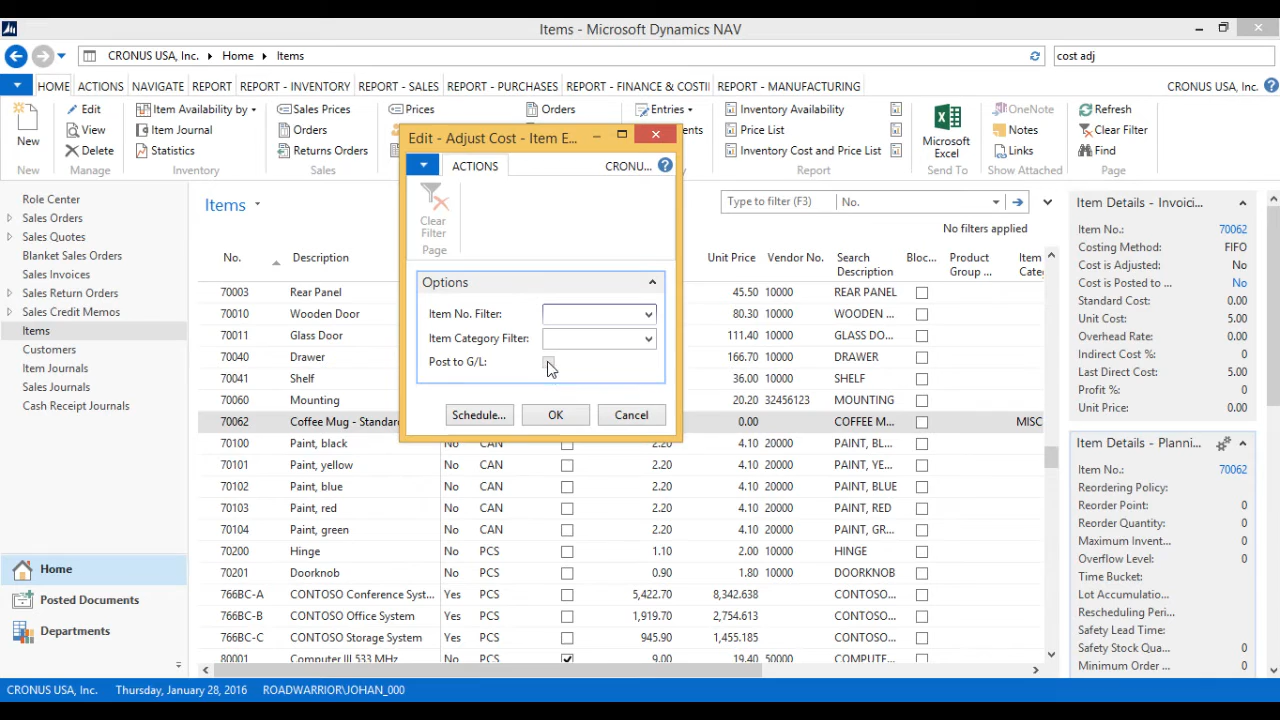 Items - Microsoft Dynamics NAV
CRONUS USA, Inc. ▸ Home ▸ Items
cost adj
HOME ACTIONS NAVIGATE REPORT REPORT - INVENTORY REPORT - SALES REPORT - PURCHASES REPORT - FINANCE & COSTI REPORT - MANUFACTURING CRONUS USA, Inc.
New
Edit
View
Delete
Manage
Item Availability by
Item Journal
Statistics
Inventory
Sales Prices
Orders
Returns Orders
Sales
Prices
Orders
Entries
Inventory Availability
Price List
Inventory Cost and Price List
Report
Microsoft
Excel
Send To
OneNote
Notes
Links
Show Attached
Refresh
Clear Filter
Find
Page
New
Role Center
Sales Orders
Sales Quotes
Blanket Sales Orders
Sales Invoices
Sales Return Orders
Sales Credit Memos
Items
Customers
Item Journals
Sales Journals
Cash Receipt Journals
Home
Posted Documents
Departments
Items
Type to filter (F3) No.
No filters applied
No. Description Unit Price Vendor No. Search
Description Bloc... Product
Group ... Item
Cate
70003 Rear Panel 45.50 10000 REAR PANEL
70010 Wooden Door 80.30 10000 WOODEN ...
70011 Glass Door 111.40 10000 GLASS DO...
70040 Drawer 166.70 10000 DRAWER
70041 Shelf 36.00 10000 SHELF
70060 Mounting 20.20 32456123 MOUNTING
70062 Coffee Mug - Standard 0.00 COFFEE M... MISC
70100 Paint, black No CAN 2.20 4.10 20000 PAINT, BL...
70101 Paint, yellow No CAN 2.20 4.10 20000 PAINT, YE...
70102 Paint, blue No CAN 2.20 4.10 20000 PAINT, BLUE
70103 Paint, red No CAN 2.20 4.10 20000 PAINT, RED
70104 Paint, green No CAN 2.20 4.10 20000 PAINT, GR...
70200 Hinge No PCS 1.10 2.00 10000 HINGE
70201 Doorknob No PCS 0.90 1.80 10000 DOORKNOB
766BC-A CONTOSO Conference Syst... Yes PCS 5,422.70 8,342.638 CONTOSO...
766BC-B CONTOSO Office System Yes PCS 1,919.70 2,754.613 CONTOSO...
766BC-C CONTOSO Storage System Yes PCS 945.90 1,455.185 CONTOSO...
80001 Computer III 533 MHz No PCS 9.00 19.40 50000 COMPUTE...
Edit - Adjust Cost - Item E...
ACTIONS CRONU...
Clear
Filter
Page
Options
Item No. Filter:
Item Category Filter:
Post to G/L:
Schedule... OK Cancel
Item Details - Invoici...
Item No.: 70062
Costing Method: FIFO
Cost is Adjusted: No
Cost is Posted to ... No
Standard Cost: 0.00
Unit Cost: 5.00
Overhead Rate: 0.00
Indirect Cost %: 0
Last Direct Cost: 5.00
Profit %: 0
Unit Price: 0.00
Item Details - Planni...
Item No.: 70062
Reordering Policy:
Reorder Point: 0
Reorder Quantity: 0
Maximum Invent... 0
Overflow Level: 0
Time Bucket:
Lot Accumulatio...
Rescheduling Peri...
Safety Lead Time:
Safety Stock Qua... 0
Minimum Order ... 0
CRONUS USA, Inc. Thursday, January 28, 2016 ROADWARRIOR\JOHAN_000